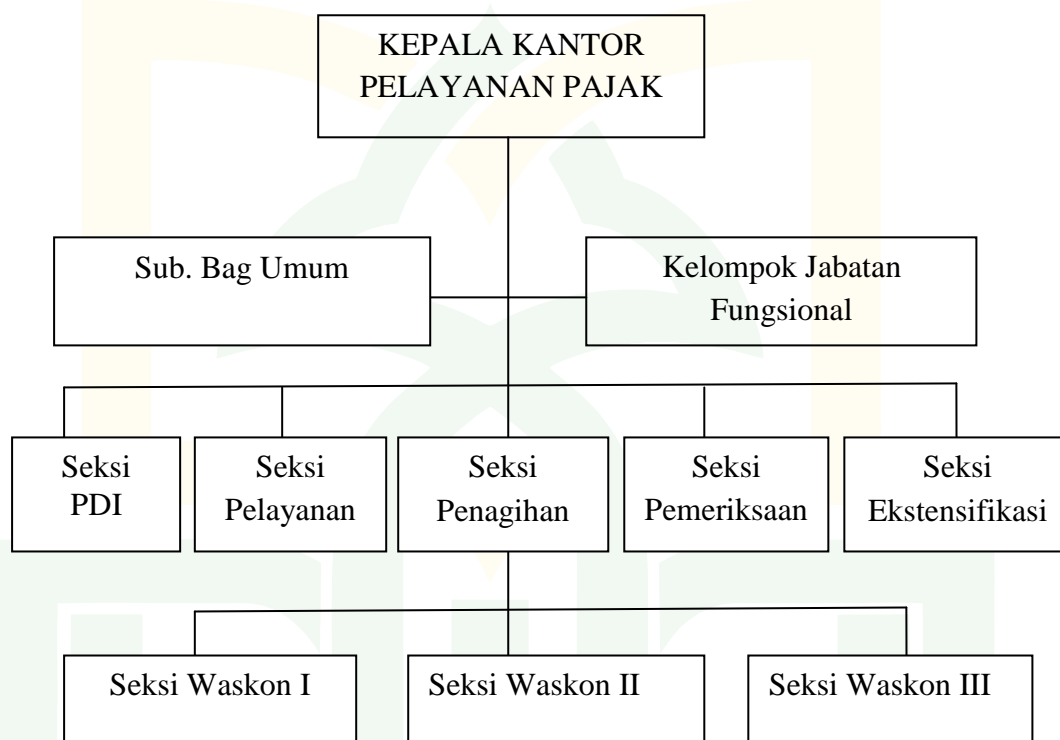 KEPALA KANTOR
PELAYANAN PAJAK
Sub. Bag Umum
Kelompok Jabatan
Fungsional
Seksi
PDI
Seksi
Pelayanan
Seksi
Penagihan
Seksi
Pemeriksaan
Seksi
Ekstensifikasi
Seksi Waskon I
Seksi Waskon II
Seksi Waskon III